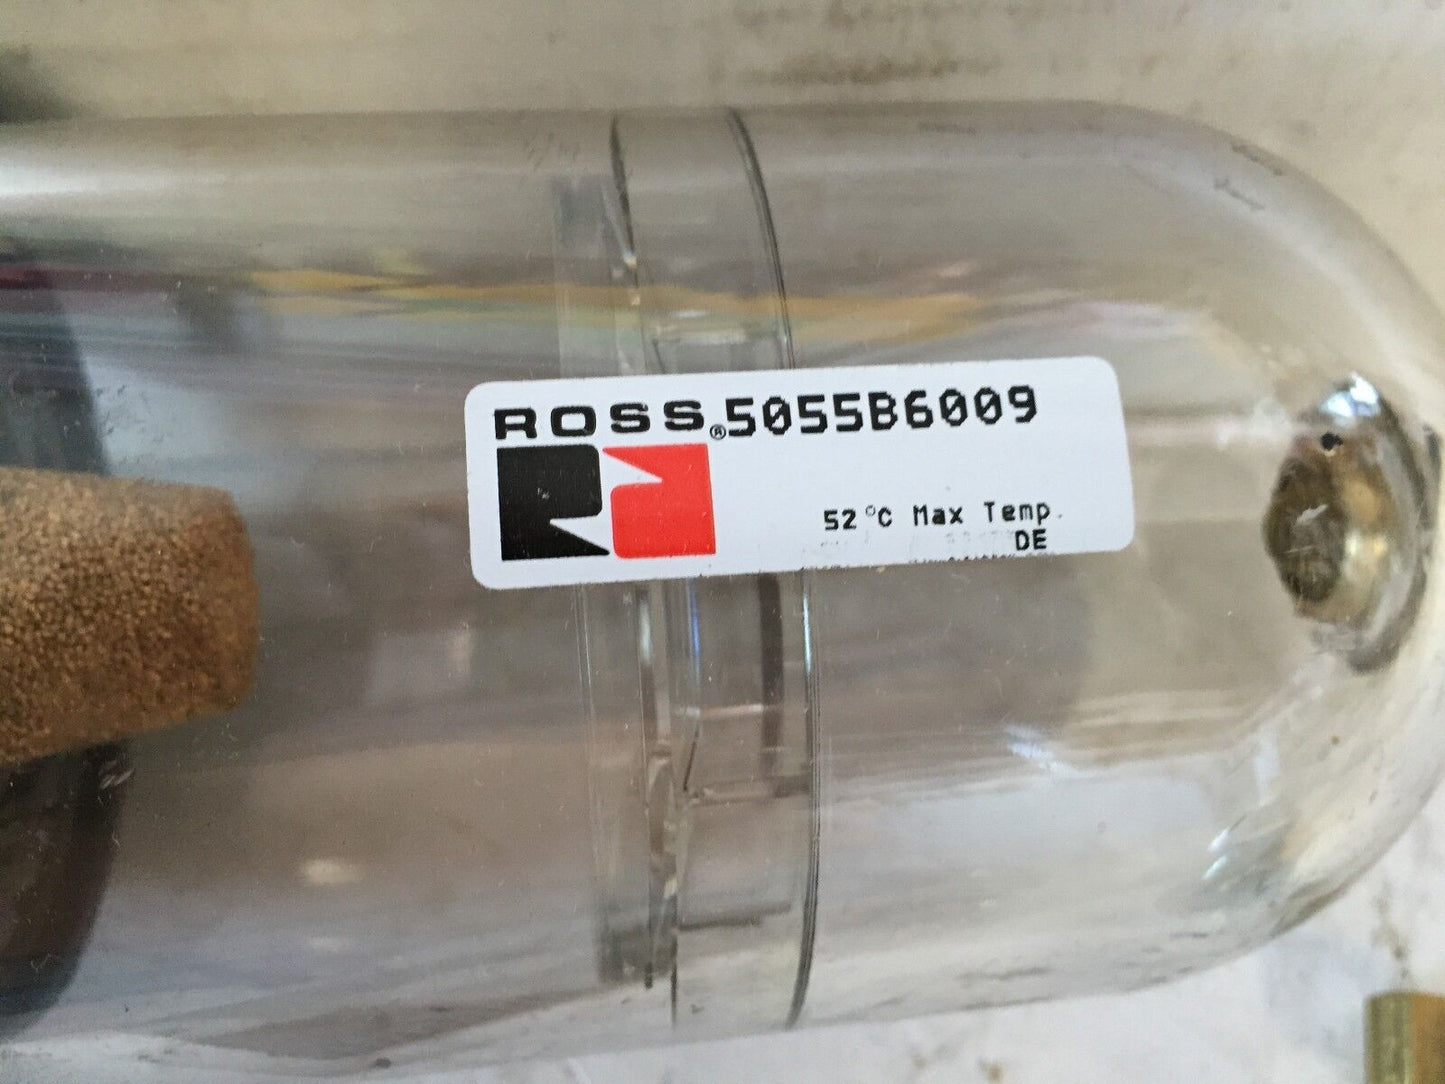 ROSS® 5055B6009
52°C Max Temp.
DE